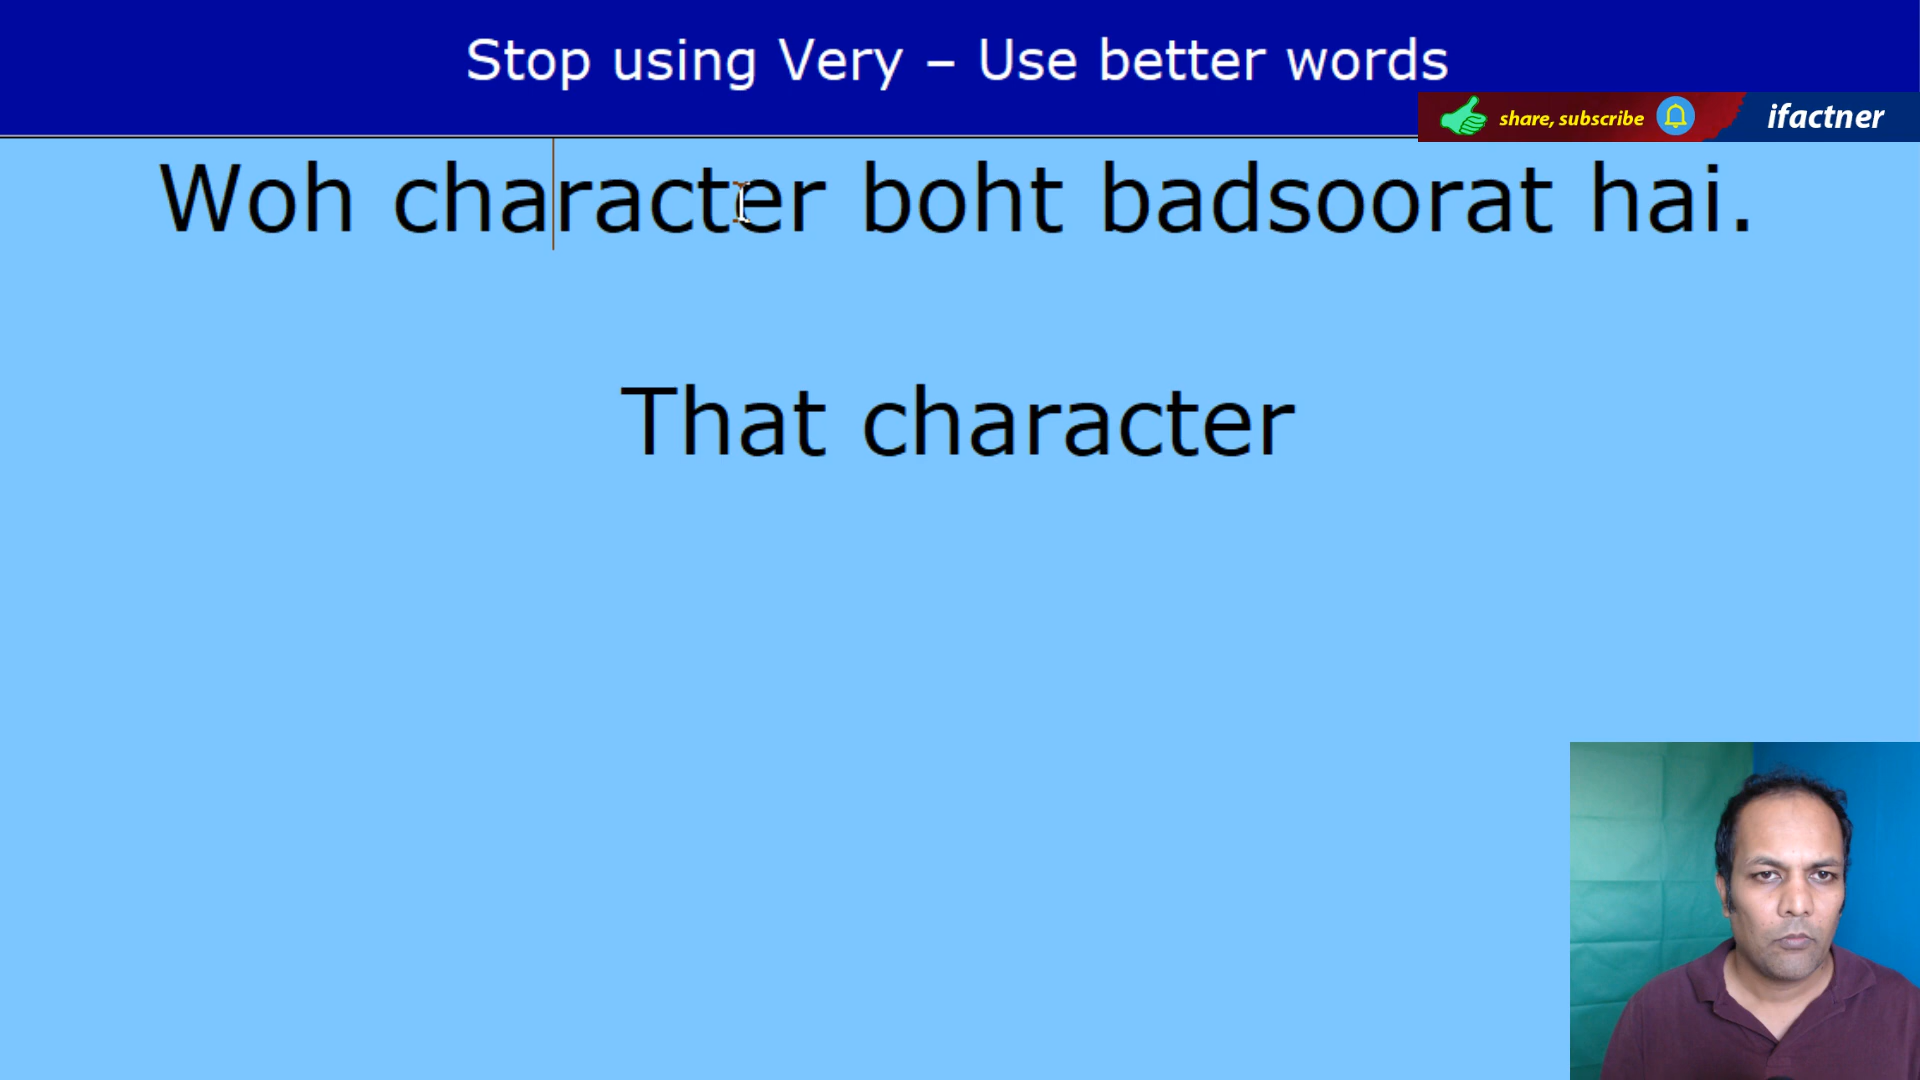 Stop using Very – Use better words
share, subscribe
ifactner
Woh character boht badsoorat hai.
That character